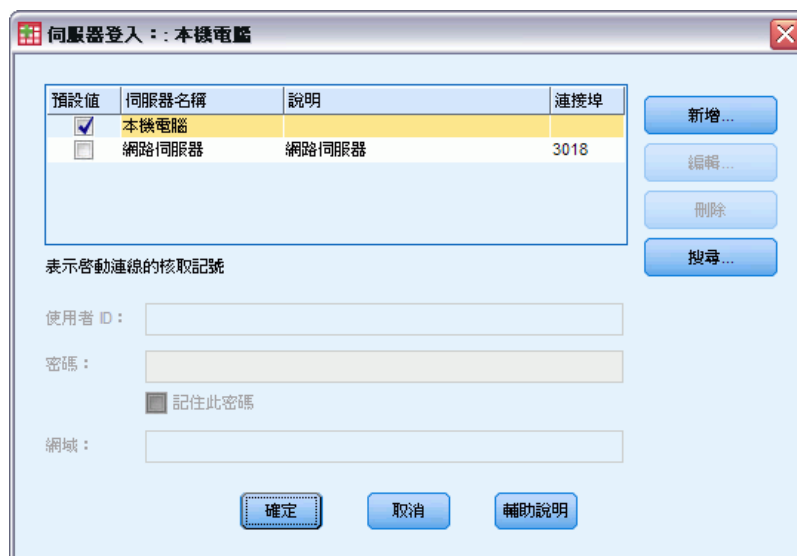 伺服器登入：: 本機電腦
預設值 伺服器名稱 說明 連接埠
本機電腦
網路伺服器 網路伺服器 3018
新增...
編輯...
刪除
搜尋...
表示啓動連線的核取記號
使用者 ID：
密碼：
記住此密碼
網域：
確定 取消 輔助說明